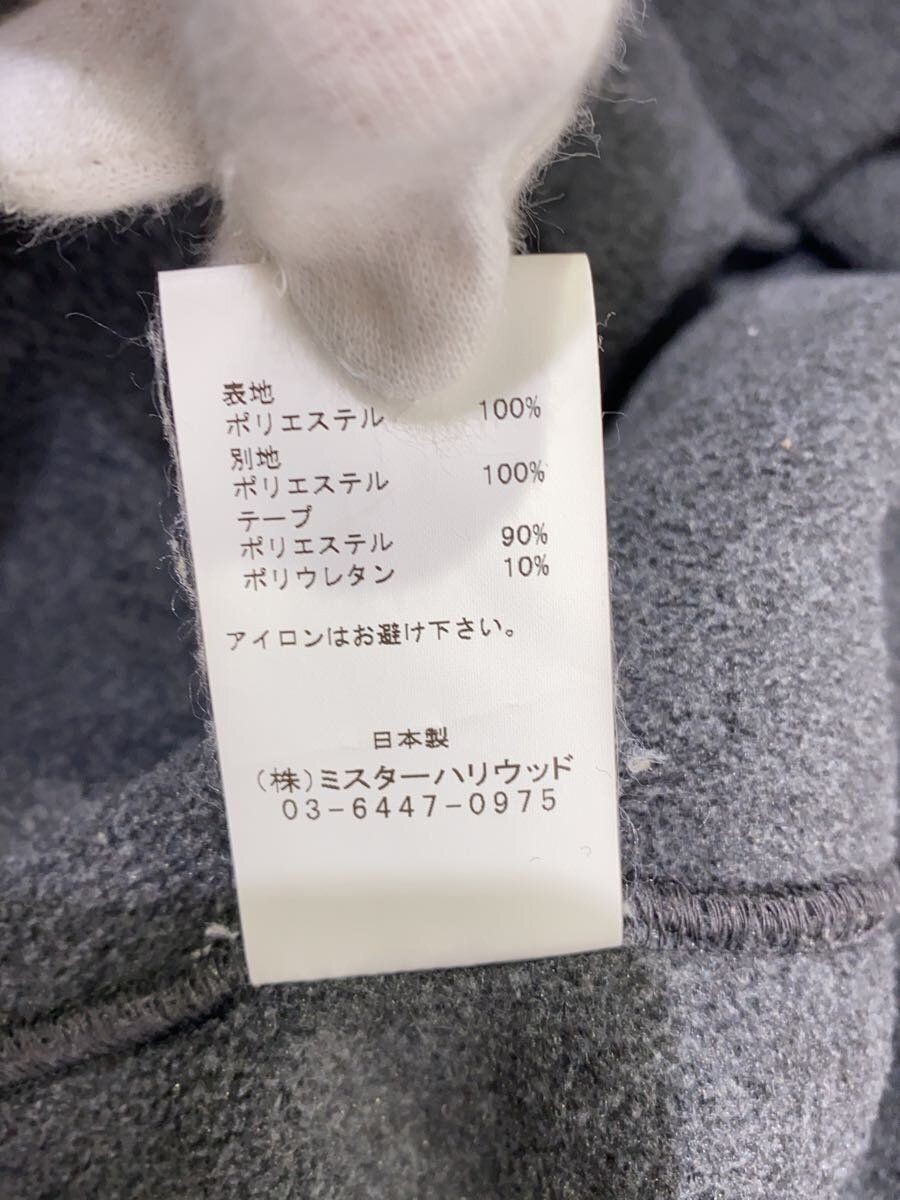 表地
ポリエステル 100%
別地
ポリエステル 100%
テープ
ポリエステル 90%
ポリウレタン 10%
アイロンはお避け下さい。
日本製
(株)ミスターハリウッド
03-6447-0975